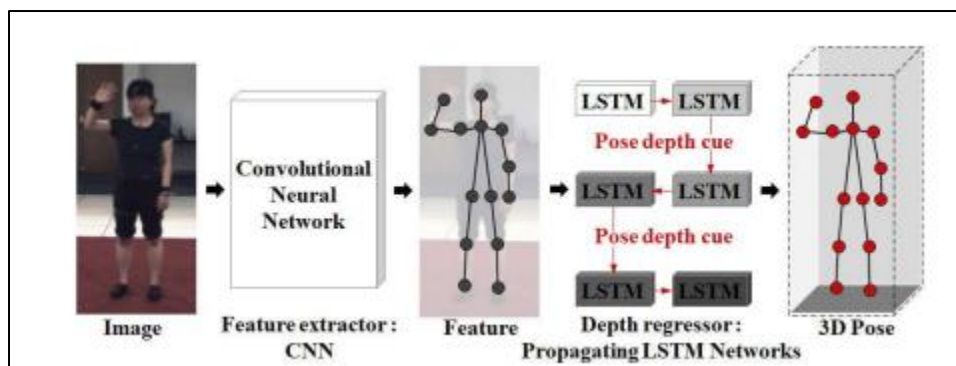 Convolutional
Neural
Network
LSTM LSTM
Pose depth cue
LSTM LSTM
Pose depth cue
LSTM LSTM
Image
Feature extractor :
CNN
Feature
Depth regressor :
Propagating LSTM Networks
3D Pose